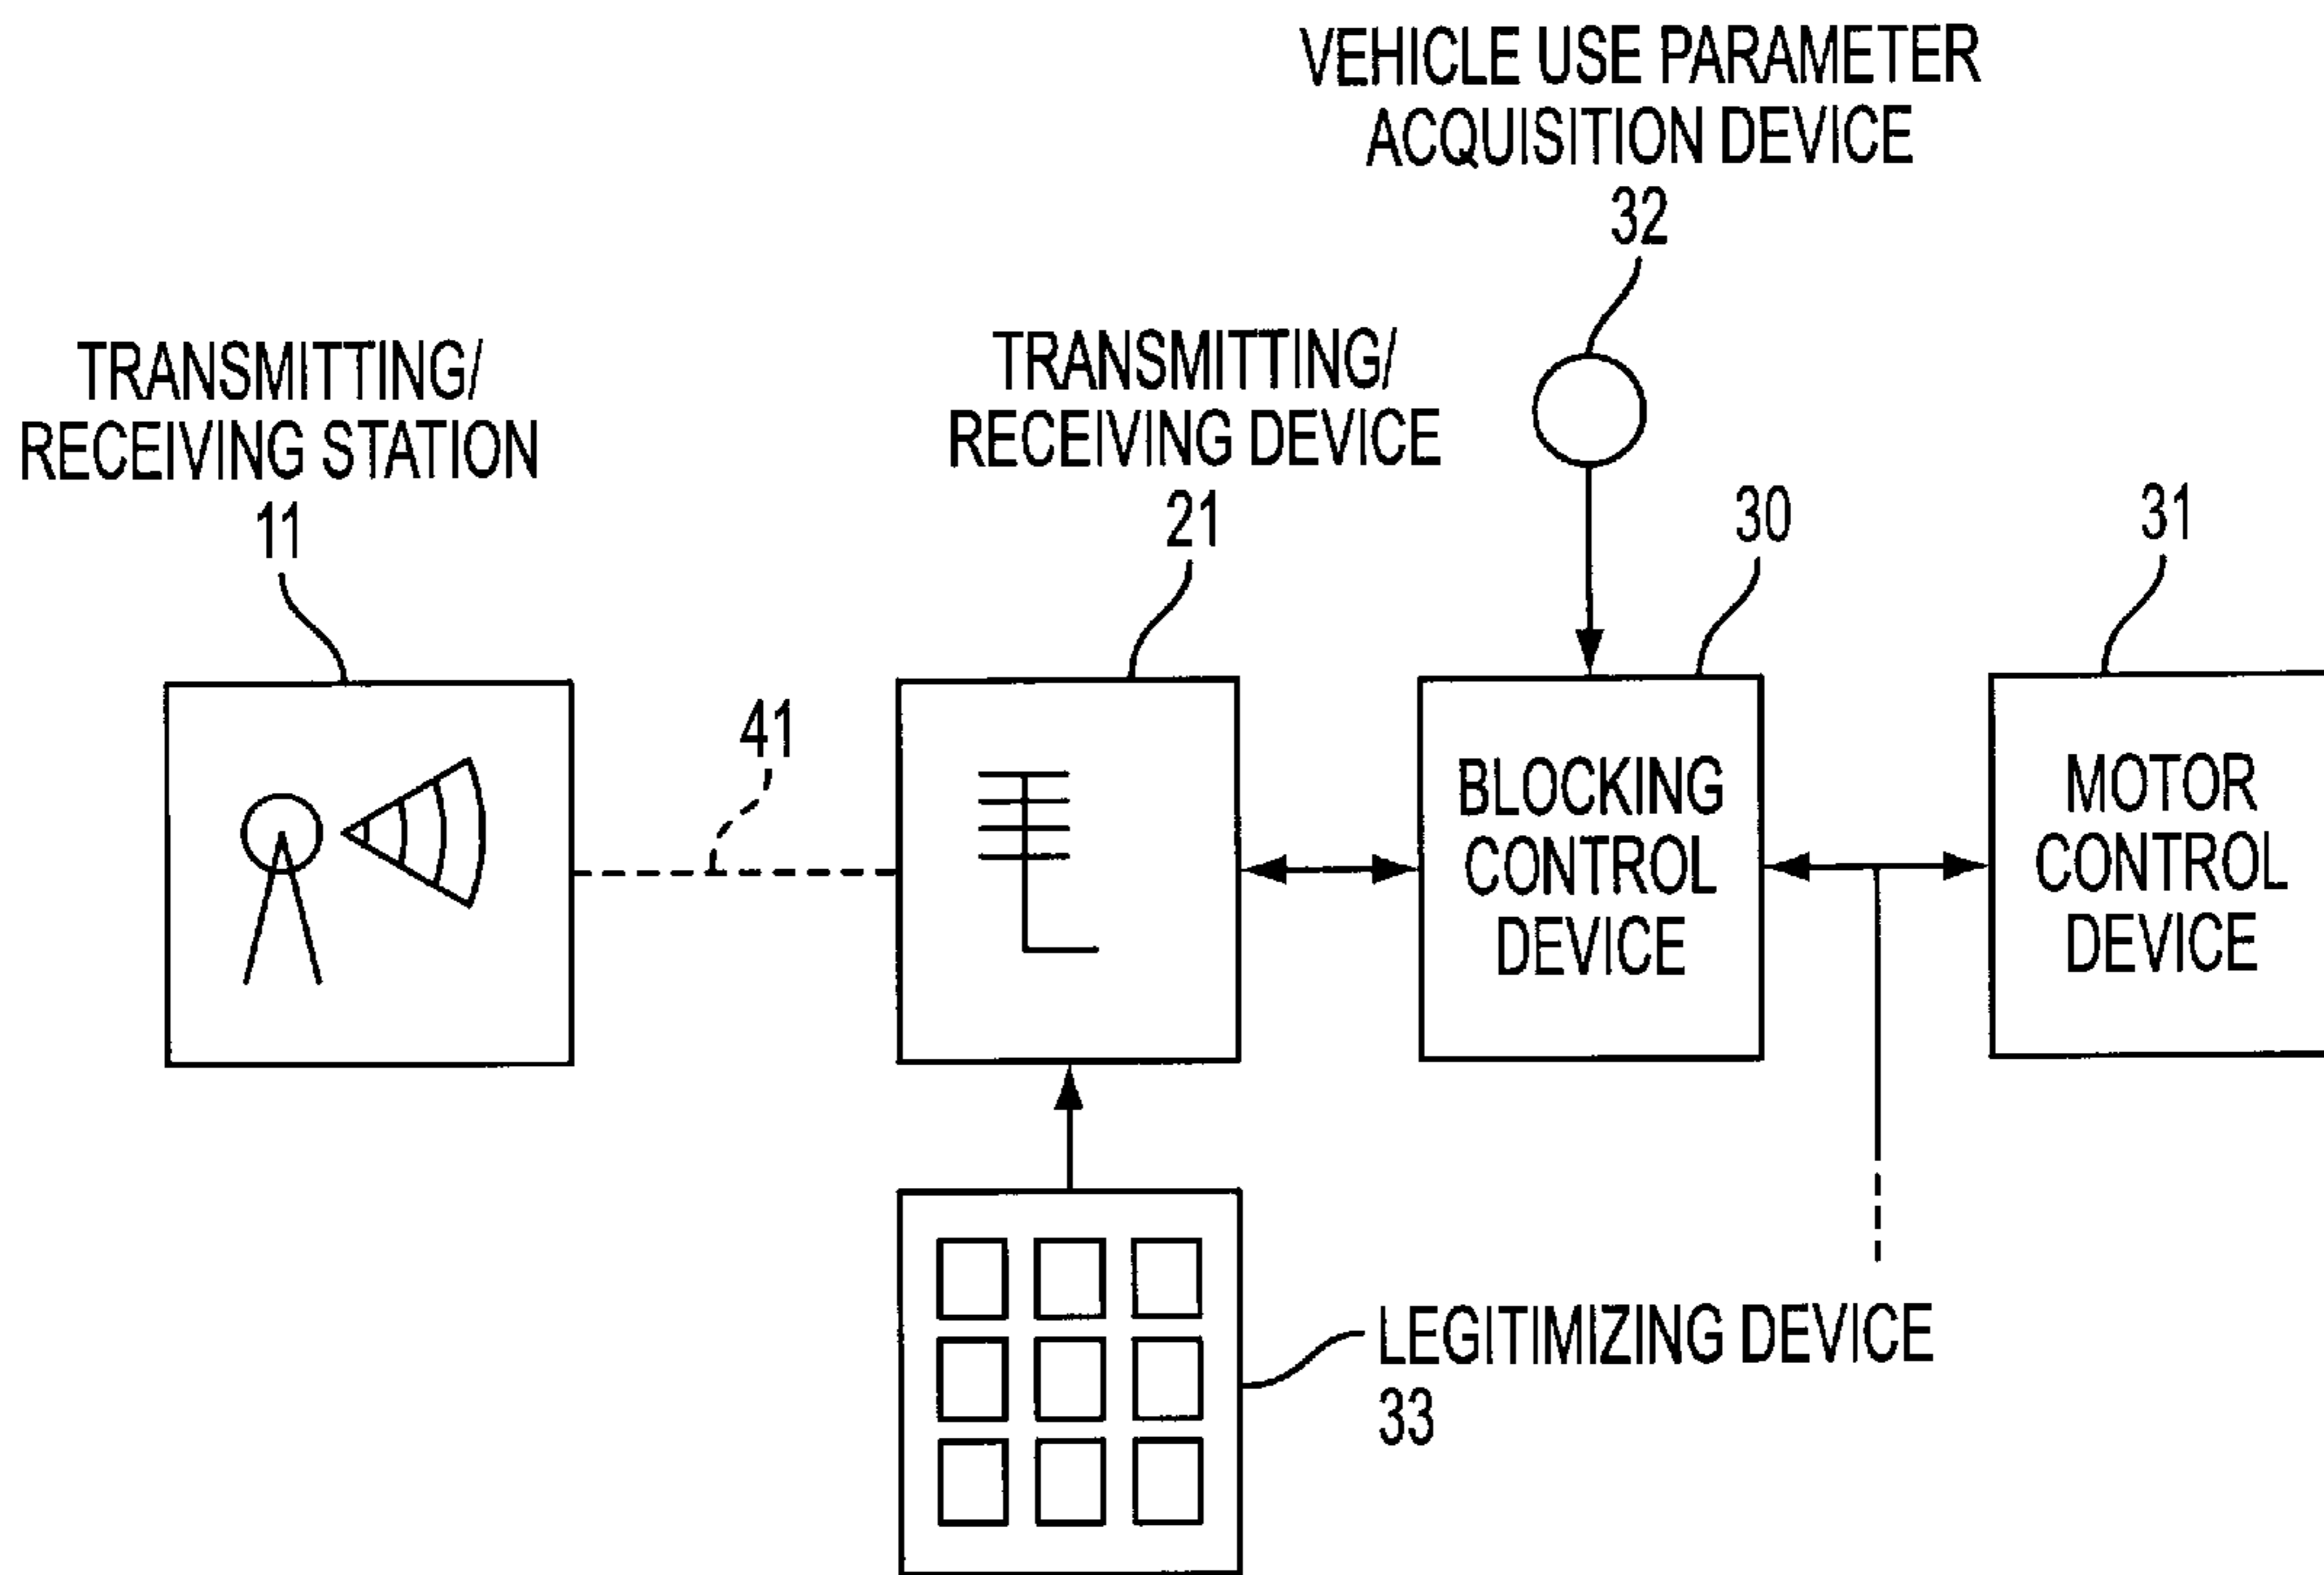 VEHICLE USE PARAMETER
ACQUISITION DEVICE
32
TRANSMITTING/
RECEIVING STATION
11
TRANSMITTING/
RECEIVING DEVICE
21
30
31
41
BLOCKING
CONTROL
DEVICE
MOTOR
CONTROL
DEVICE
LEGITIMIZING DEVICE
33